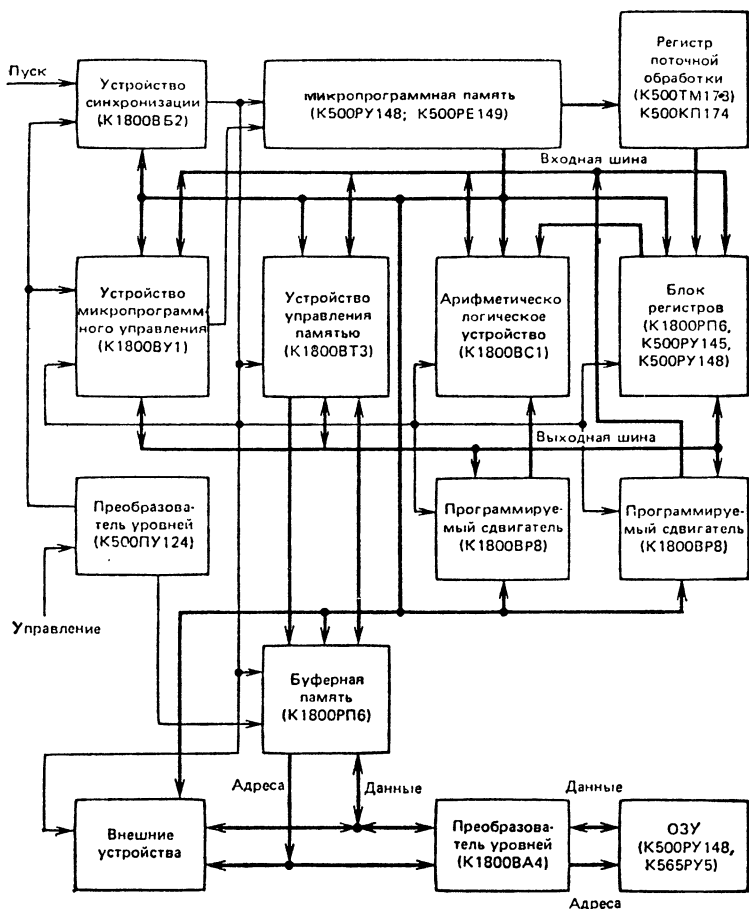 Пуск
Устройство
синхронизации
(К1800ВБ2)
микропрограммная память
(К500РУ148; К500РЕ149)
Регистр
поточной
обработки
(К500ТМ173)
К500КП174
Входная шина
Устройство
микропрограмм-
ного управления
(К1800ВУ1)
Устройство
управления
памятью
(К1800ВТ3)
Арифметическо
логическое
устройство
(К1800ВС1)
Блок
регистров
(К1800РП6,
К500РУ145,
К500РУ148)
Выходная шина
Преобразова-
тель уровней
(К500ПУ124)
Программируе-
мый сдвигатель
(К1800ВР8)
Программируе-
мый сдвигатель
(К1800ВР8)
Управление
Буферная
память
(К1800РП6)
Адреса
Данные
Данные
Внешние
устройства
Преобразова-
тель уровней
(К1800ВА4)
ОЗУ
(К500РУ148,
К565РУ5)
Адреса